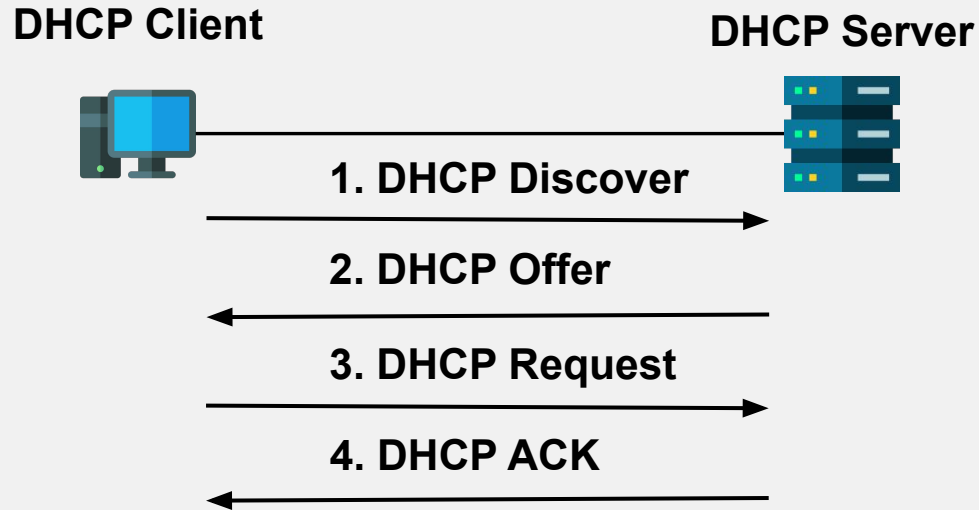 DHCP Client
DHCP Server
1. DHCP Discover
2. DHCP Offer
3. DHCP Request
4. DHCP ACK